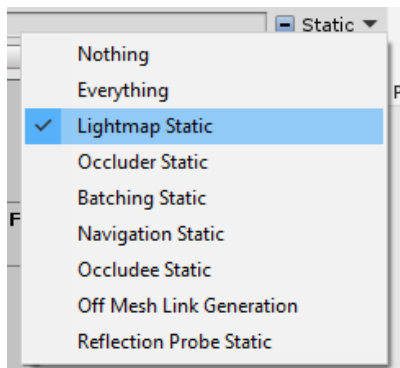 Static
Nothing
Everything
Lightmap Static
Occluder Static
Batching Static
Navigation Static
Occludee Static
Off Mesh Link Generation
Reflection Probe Static
F